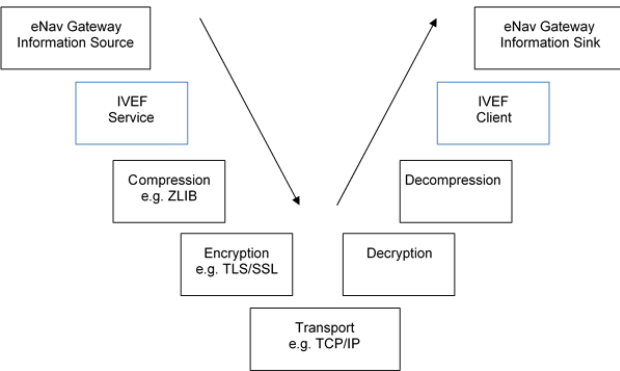 eNav Gateway
Information Source
eNav Gateway
Information Sink
IVEF
Service
IVEF
Client
Compression
e.g. ZLIB
Decompression
Encryption
e.g. TLS/SSL
Decryption
Transport
e.g. TCP/IP